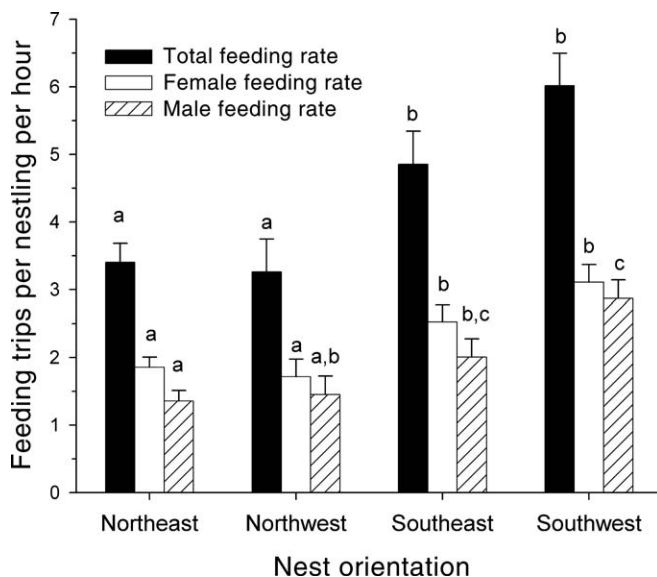 Feeding trips per nestling per hour
7
6
5
4
3
2
1
0
Total feeding rate
Female feeding rate
Male feeding rate
a
a
a
a
a
a,b
b
b
b,c
b
b
c
Northeast
Northwest
Southeast
Southwest
Nest orientation